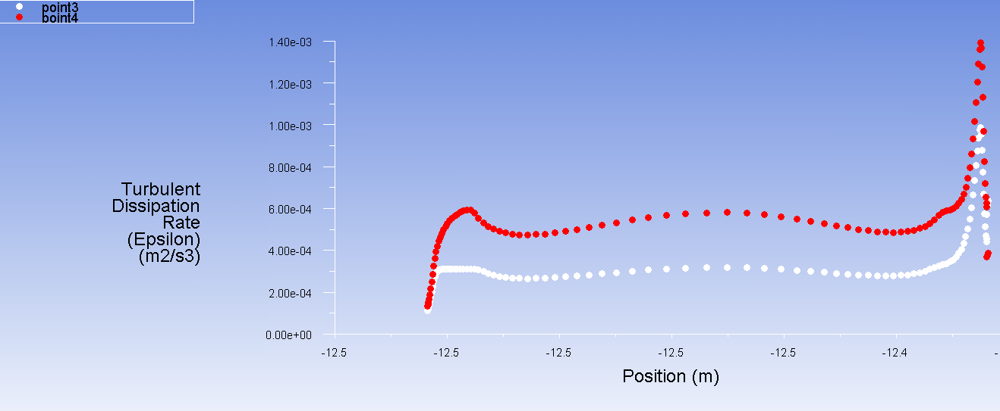 point3
point4
1.40e-03
1.20e-03
1.00e-03
8.00e-04
6.00e-04
4.00e-04
2.00e-04
0.00e+00
Turbulent
Dissipation
Rate
(Epsilon)
(m2/s3)
-12.5
-12.5
-12.5
-12.5
-12.5
-12.4
Position (m)